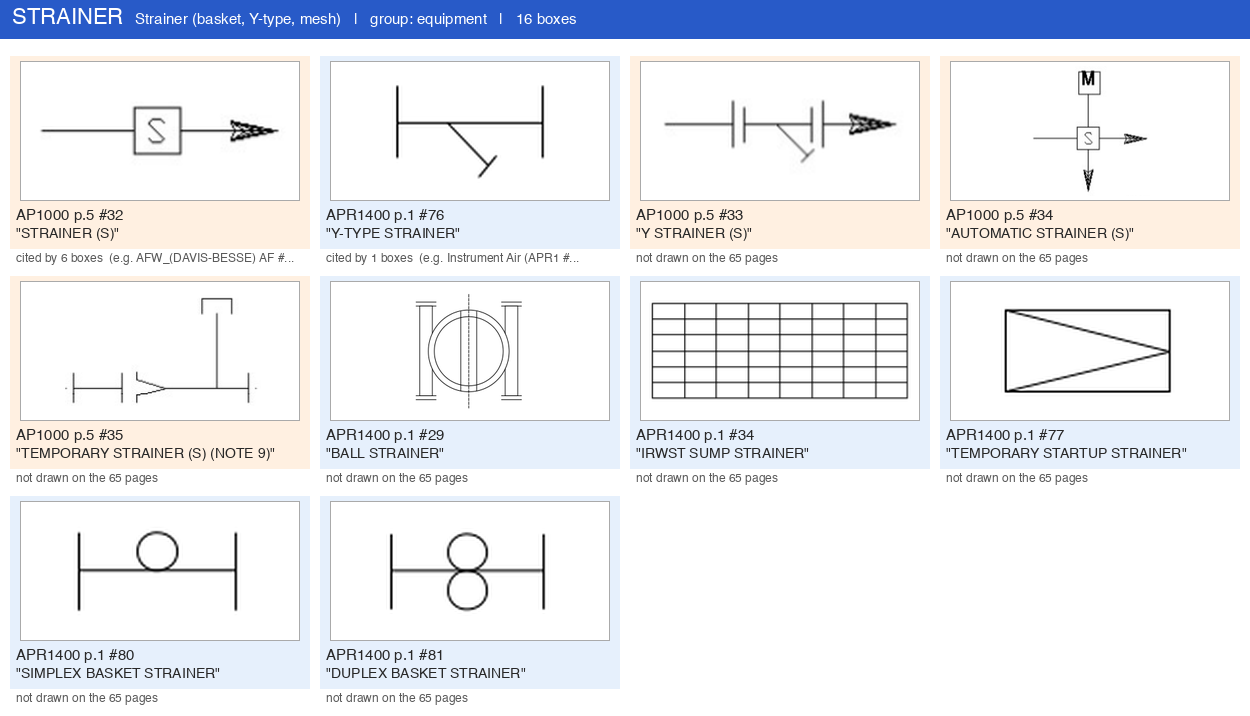 STRAINER Strainer (basket, Y-type, mesh) | group: equipment | 16 boxes
S
M
S
AP1000 p.5 #32
"STRAINER (S)"
cited by 6 boxes (e.g. AFW_(DAVIS-BESSE) AF #...
APR1400 p.1 #76
"Y-TYPE STRAINER"
cited by 1 boxes (e.g. Instrument Air (APR1 #...
AP1000 p.5 #33
"Y STRAINER (S)"
not drawn on the 65 pages
AP1000 p.5 #34
"AUTOMATIC STRAINER (S)"
not drawn on the 65 pages
AP1000 p.5 #35
"TEMPORARY STRAINER (S) (NOTE 9)"
not drawn on the 65 pages
APR1400 p.1 #29
"BALL STRAINER"
not drawn on the 65 pages
APR1400 p.1 #34
"IRWST SUMP STRAINER"
not drawn on the 65 pages
APR1400 p.1 #77
"TEMPORARY STARTUP STRAINER"
not drawn on the 65 pages
APR1400 p.1 #80
"SIMPLEX BASKET STRAINER"
not drawn on the 65 pages
APR1400 p.1 #81
"DUPLEX BASKET STRAINER"
not drawn on the 65 pages